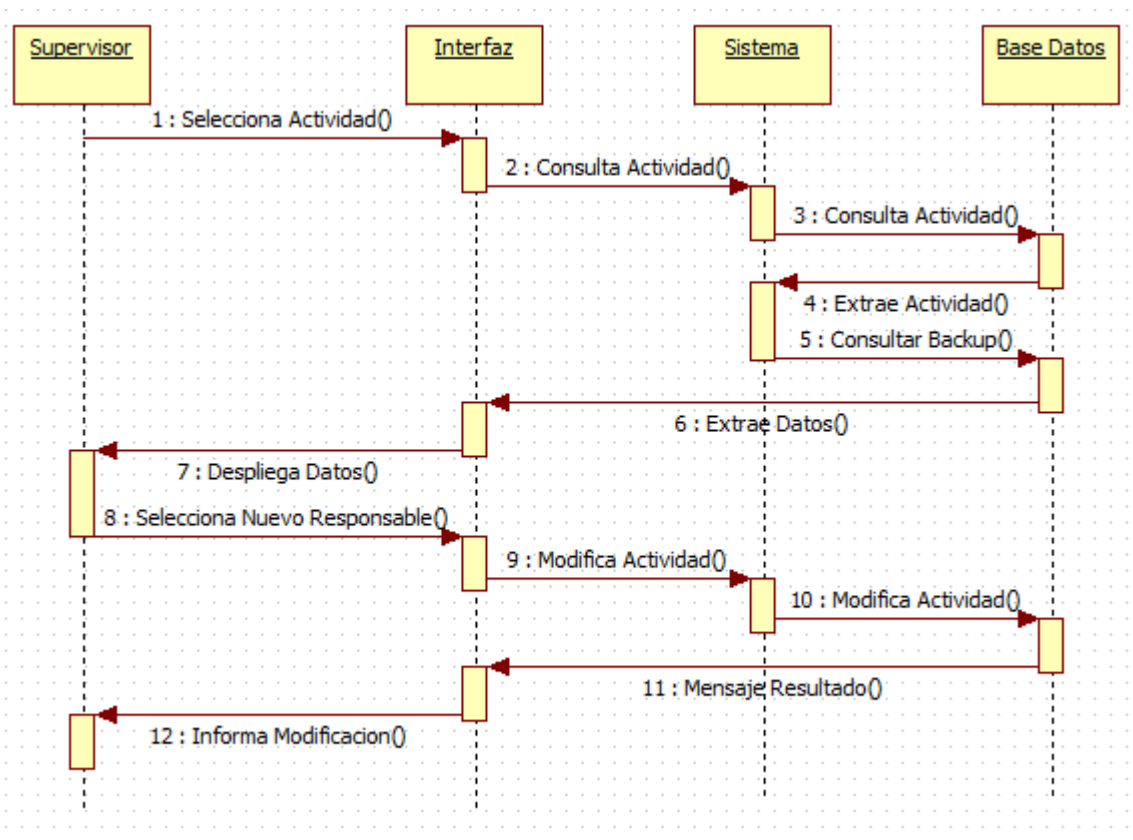 Supervisor
Interfaz
Sistema
Base Datos
1 : Selecciona Actividad()
2 : Consulta Actividad()
3 : Consulta Actividad()
4 : Extrae Actividad()
5 : Consultar Backup()
6 : Extrae Datos()
7 : Despliega Datos()
8 : Selecciona Nuevo Responsable()
9 : Modifica Actividad()
10 : Modifica Actividad()
11 : Mensaje Resultado()
12 : Informa Modificacion()